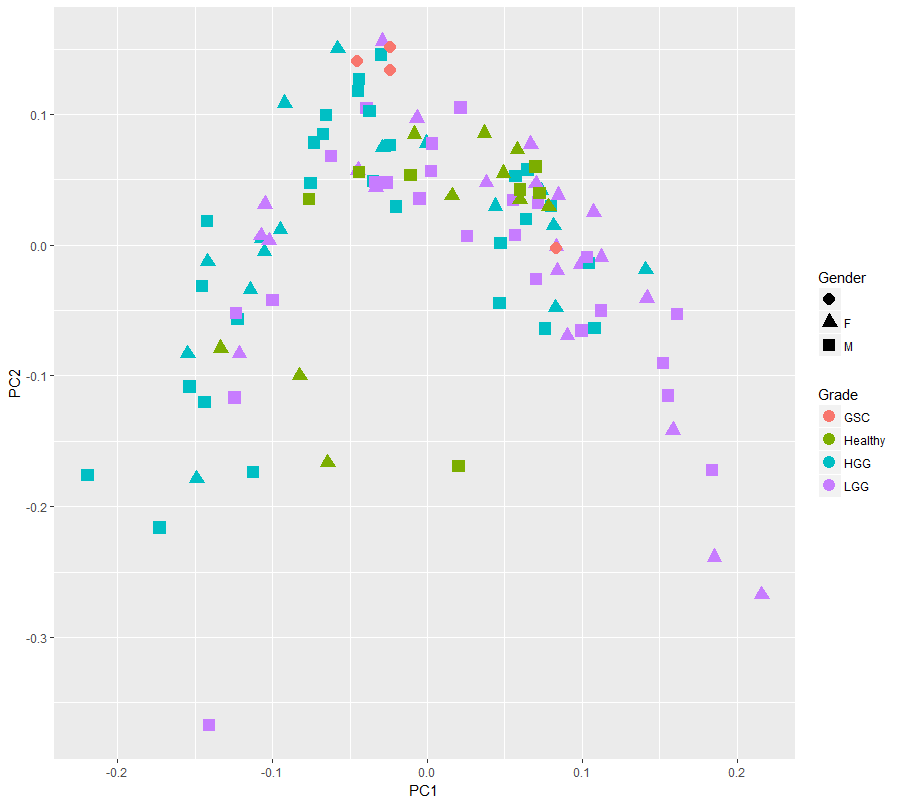 0.1
0.0
-0.1
-0.2
-0.3
PC2
-0.2
-0.1
0.0
0.1
0.2
PC1
Gender
F
M
Grade
GSC
Healthy
HGG
LGG